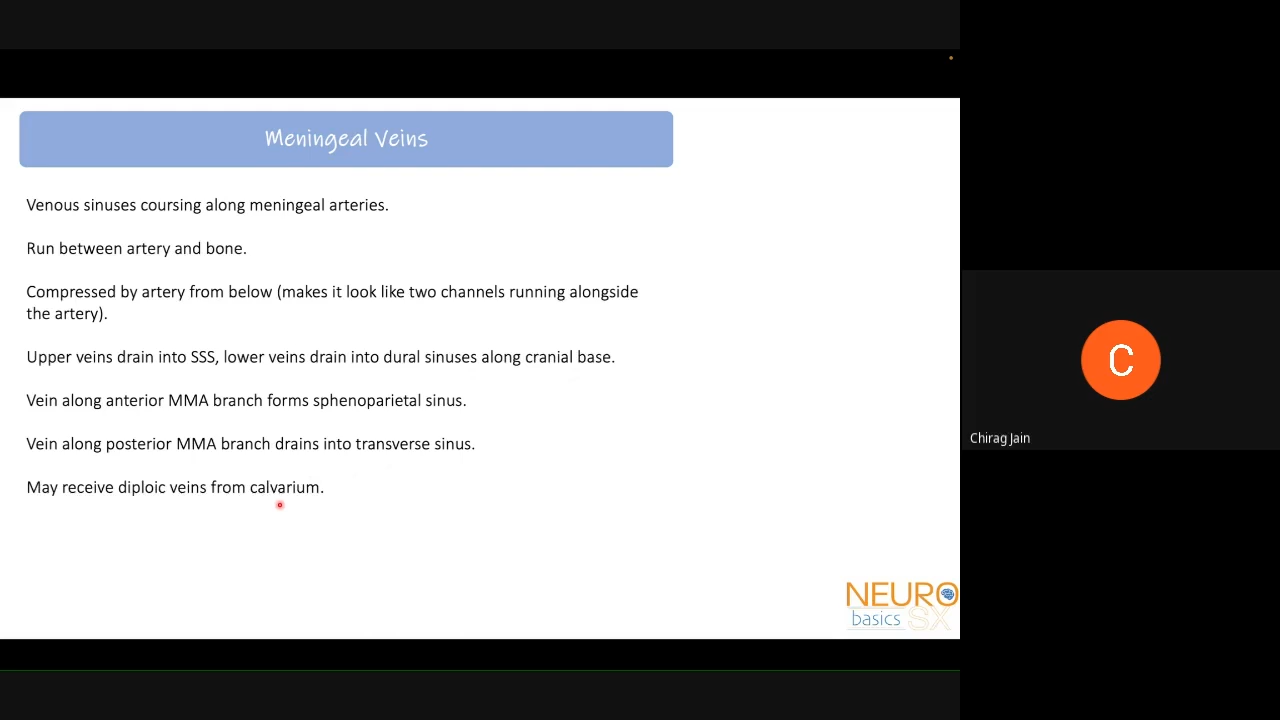 Meningeal Veins
Venous sinuses coursing along meningeal arteries.
Run between artery and bone.
Compressed by artery from below (makes it look like two channels running alongside
the artery).
Upper veins drain into SSS, lower veins drain into dural sinuses along cranial base.
Vein along anterior MMA branch forms sphenoparietal sinus.
Vein along posterior MMA branch drains into transverse sinus.
May receive diploic veins from calvarium.
NEURO
basics SX
C
Chirag Jain